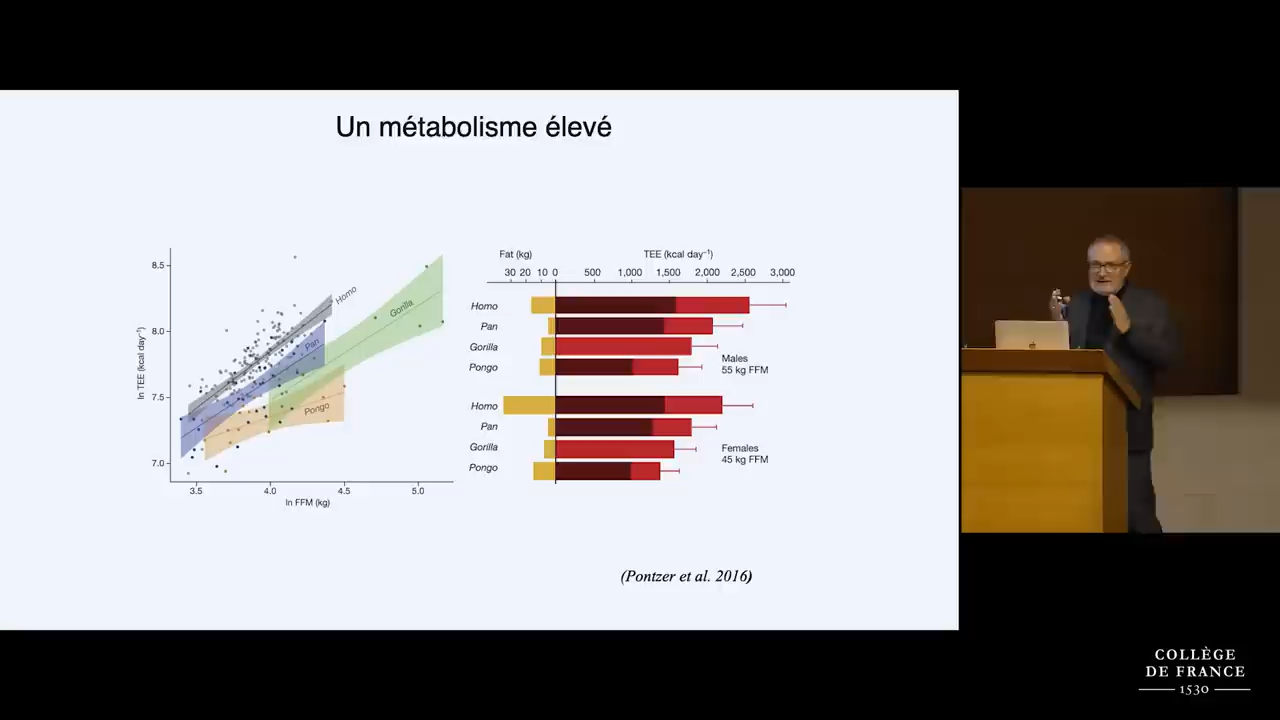 Un métabolisme élevé
8.5
8.0
7.5
7.0
ln TEE (kcal day⁻¹)
3.5 4.0 4.5 5.0
ln FFM (kg)
Homo
Pan
Gorilla
Pongo
Fat (kg) TEE (kcal day⁻¹)
30 20 10 0 500 1,000 1,500 2,000 2,500 3,000
Homo
Pan
Gorilla
Pongo
Males
55 kg FFM
Homo
Pan
Gorilla
Pongo
Females
45 kg FFM
(Pontzer et al. 2016)
COLLÈGE
DE FRANCE
1530